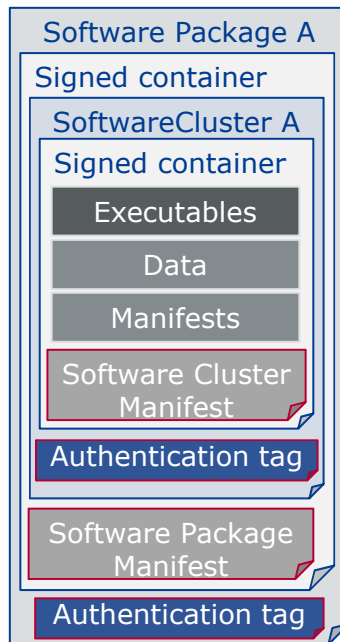 Software Package A
Signed container
SoftwareCluster A
Signed container
Executables
Data
Manifests
Software Cluster
Manifest
Authentication tag
Software Package
Manifest
Authentication tag